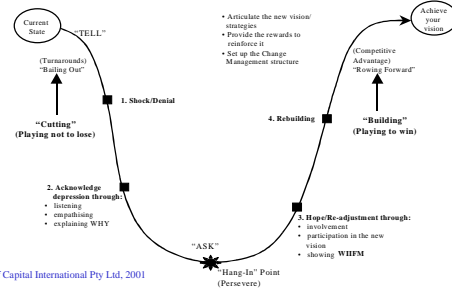 Current
State
"TELL"
(Turnarounds)
"Bailing Out"
"Cutting"
(Playing not to lose)
1. Shock/Denial
2. Acknowledge
depression through:
• listening
• empathising
• explaining WHY
"ASK"
"Hang-In" Point
(Persevere)
3. Hope/Re-adjustment through:
• involvement
• participation in the new
vision
• showing WIIFM
4. Rebuilding
"Building"
(Playing to win)
(Competitive
Advantage)
"Rowing Forward"
• Articulate the new vision/
strategies
• Provide the rewards to
reinforce it
• Set up the Change
Management structure
Achieve
your
vision
Capital International Pty Ltd, 2001